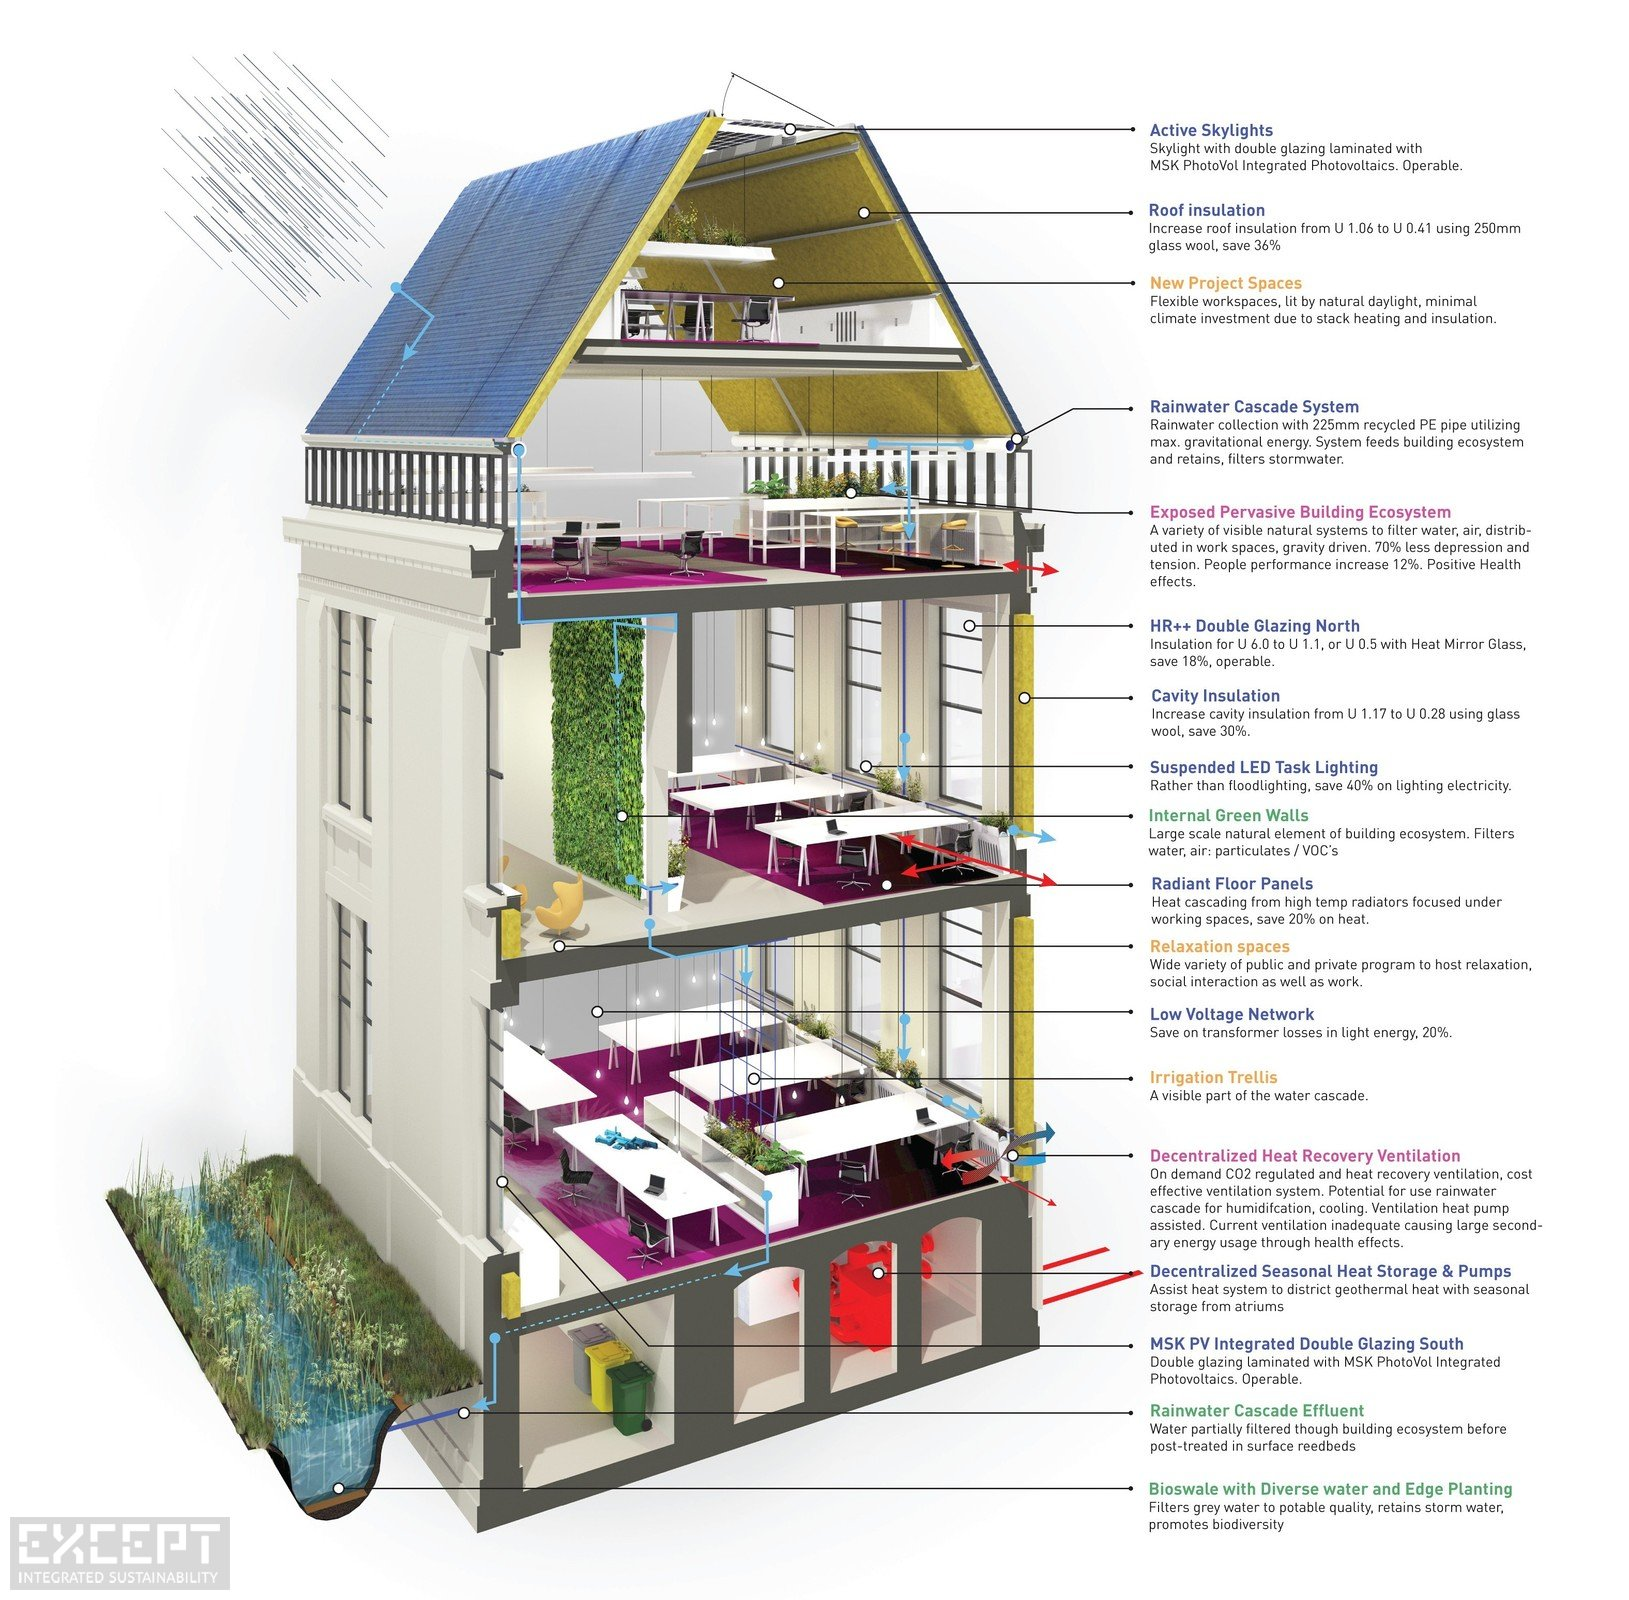 Active Skylights
Skylight with double glazing laminated with
MSK PhotoVol Integrated Photovoltaics. Operable.
Roof insulation
Increase roof insulation from U 1.06 to U 0.41 using 250mm
glass wool, save 36%
New Project Spaces
Flexible workspaces, lit by natural daylight, minimal
climate investment due to stack heating and insulation.
Rainwater Cascade System
Rainwater collection with 225mm recycled PE pipe utilizing
max. gravitational energy. System feeds building ecosystem
and retains, filters stormwater.
Exposed Pervasive Building Ecosystem
A variety of visible natural systems to filter water, air, distrib-
uted in work spaces, gravity driven. 70% less depression and
tension. People performance increase 12%. Positive Health
effects.
HR++ Double Glazing North
Insulation for U 6.0 to U 1.1, or U 0.5 with Heat Mirror Glass,
save 18%, operable.
Cavity Insulation
Increase cavity insulation from U 1.17 to U 0.28 using glass
wool, save 30%.
Suspended LED Task Lighting
Rather than floodlighting, save 40% on lighting electricity.
Internal Green Walls
Large scale natural element of building ecosystem. Filters
water, air: particulates / VOC's
Radiant Floor Panels
Heat cascading from high temp radiators focused under
working spaces, save 20% on heat.
Relaxation spaces
Wide variety of public and private program to host relaxation,
social interaction as well as work.
Low Voltage Network
Save on transformer losses in light energy, 20%.
Irrigation Trellis
A visible part of the water cascade.
Decentralized Heat Recovery Ventilation
On demand CO2 regulated and heat recovery ventilation, cost
effective ventilation system. Potential for use rainwater
cascade for humidifcation, cooling. Ventilation heat pump
assisted. Current ventilation inadequate causing large second-
ary energy usage through health effects.
Decentralized Seasonal Heat Storage & Pumps
Assist heat system to district geothermal heat with seasonal
storage from atriums
MSK PV Integrated Double Glazing South
Double glazing laminated with MSK PhotoVol Integrated
Photovoltaics. Operable.
Rainwater Cascade Effluent
Water partially filtered though building ecosystem before
post-treated in surface reedbeds
Bioswale with Diverse water and Edge Planting
Filters grey water to potable quality, retains storm water,
promotes biodiversity
EXCEPT
INTEGRATED SUSTAINABILITY